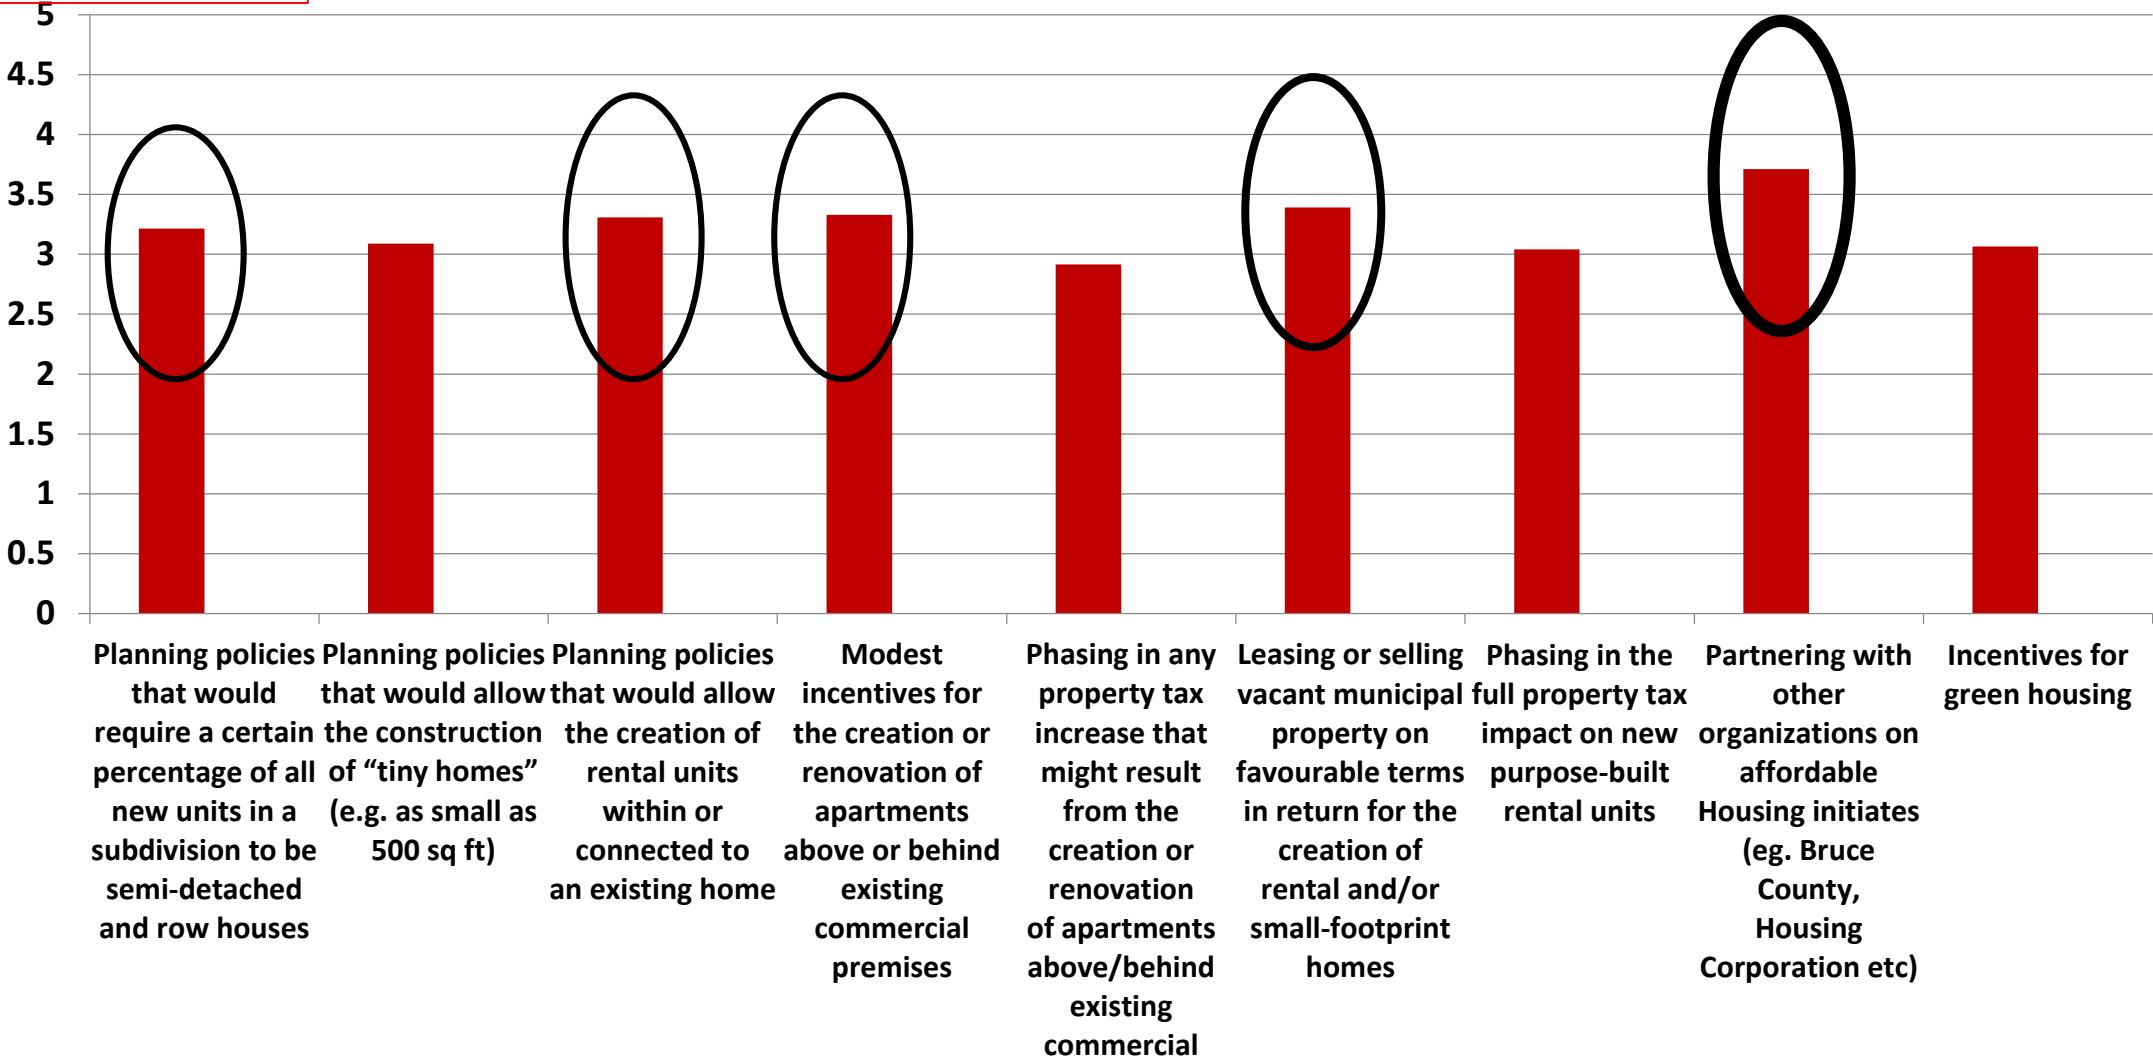 5
4.5
4
3.5
3
2.5
2
1.5
1
0.5
0
Planning policies
that would
require a certain
percentage of all
new units in a
subdivision to be
semi-detached
and row houses
Planning policies
that would allow
the construction
of “tiny homes”
(e.g. as small as
500 sq ft)
Planning policies
that would allow
the creation of
rental units
within or
connected to
an existing home
Modest
incentives for
the creation or
renovation of
apartments
above or behind
existing
commercial
premises
Phasing in any
property tax
increase that
might result
from the
creation or
renovation
of apartments
above/behind
existing
commercial
Leasing or selling
vacant municipal
property on
favourable terms
in return for the
creation of
rental and/or
small-footprint
homes
Phasing in the
full property tax
impact on new
purpose-built
rental units
Partnering with
other
organizations on
affordable
Housing initiates
(eg. Bruce
County,
Housing
Corporation etc)
Incentives for
green housing